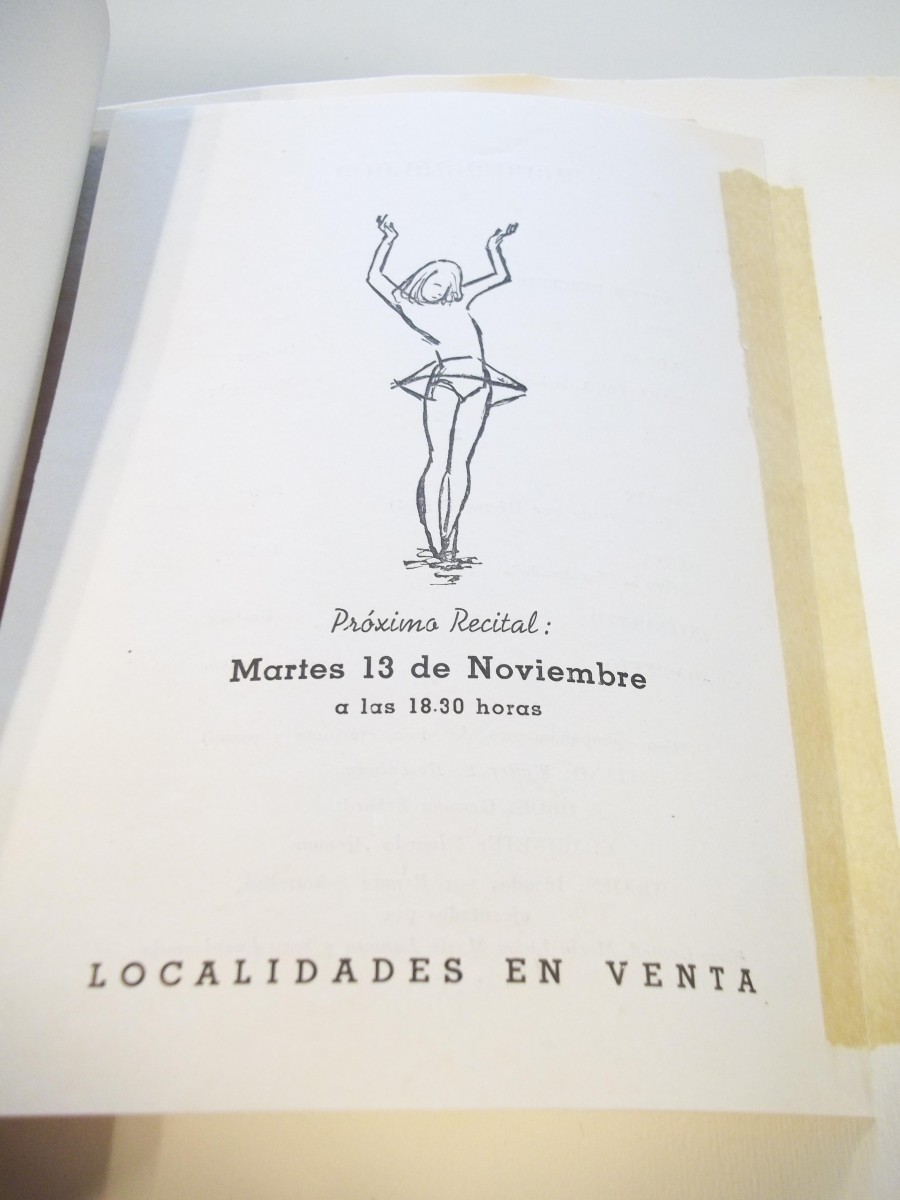 Próximo Recital:
Martes 13 de Noviembre
a las 18.30 horas
LOCALIDADES EN VENTA